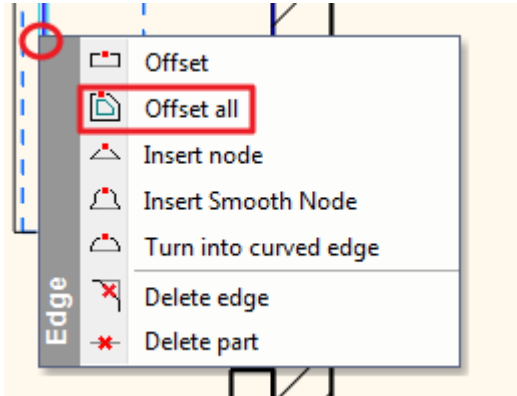 Offset
Offset all
Insert node
Insert Smooth Node
Turn into curved edge
Delete edge
Delete part
Edge